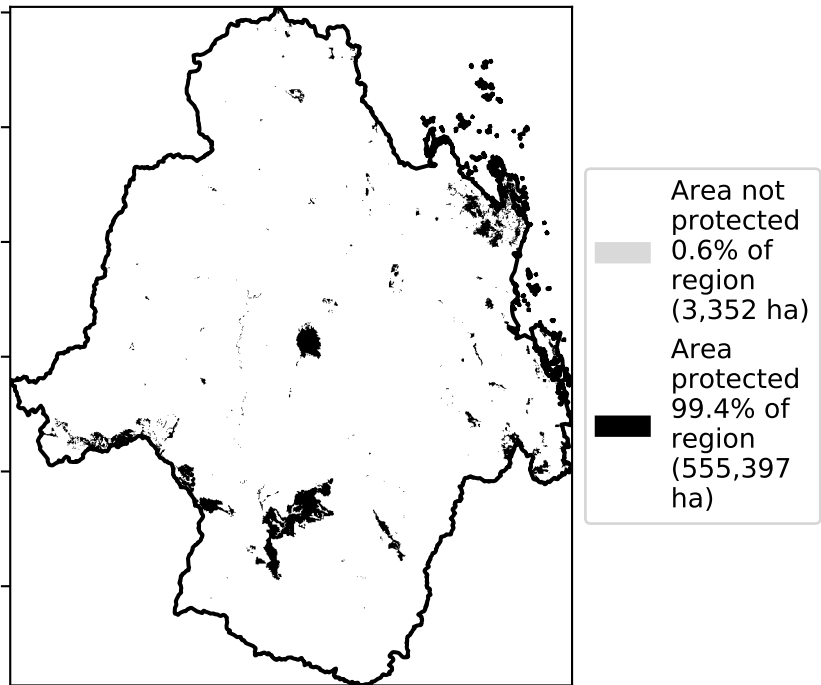 Area not
protected
0.6% of
region
(3,352 ha)
Area
protected
99.4% of
region
(555,397
ha)